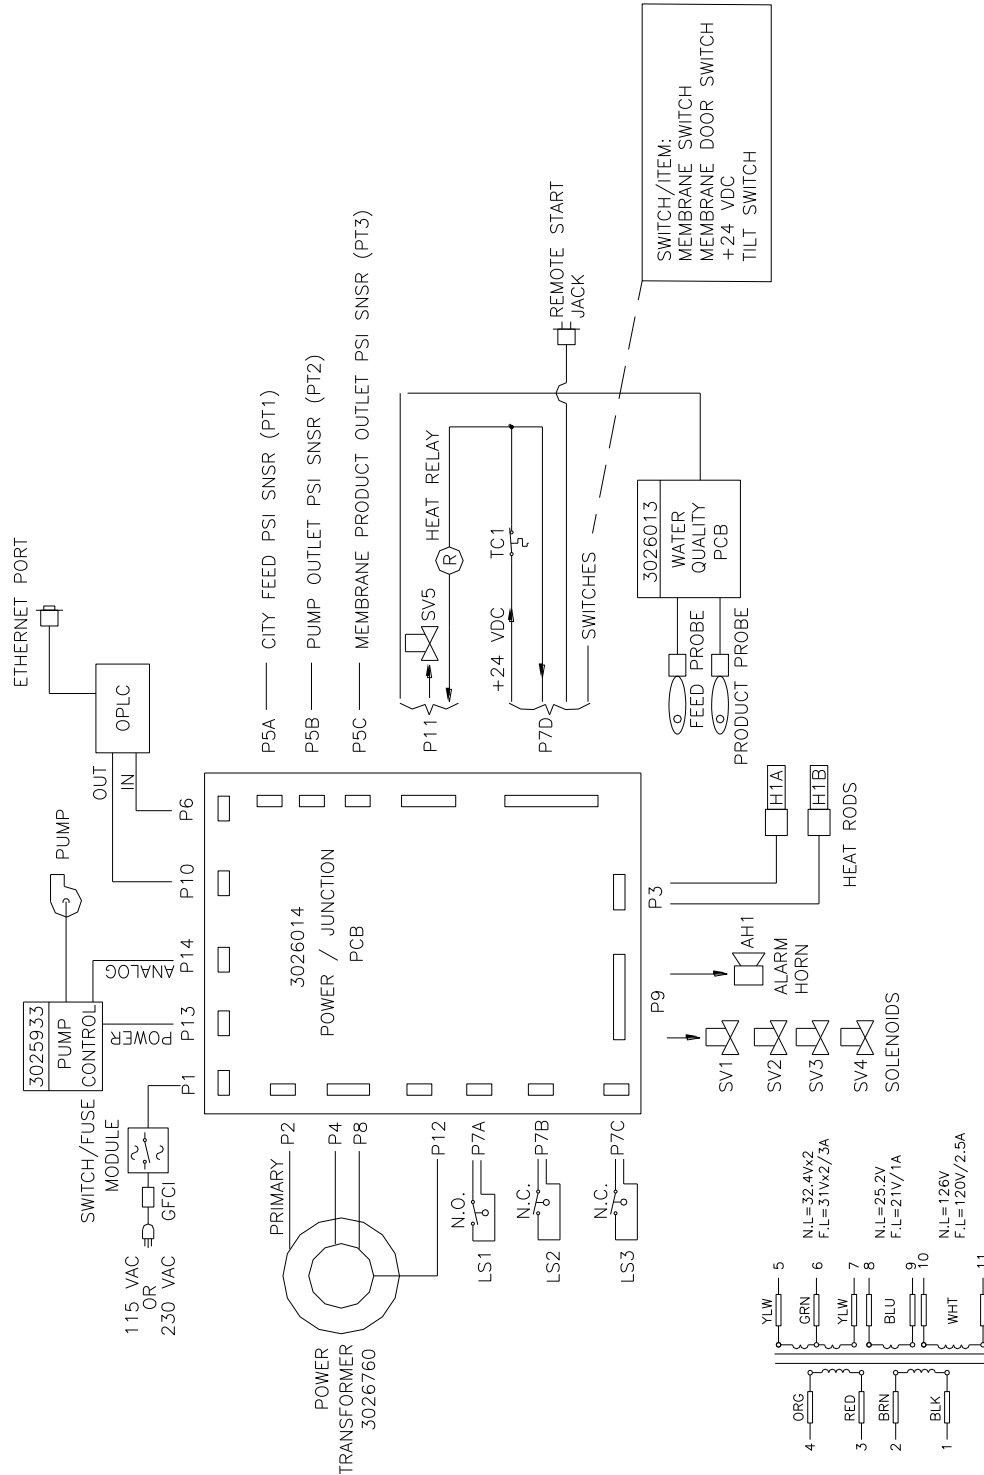 115 VAC
OR
230 VAC
GFCI
SWITCH/FUSE
MODULE
3025933
PUMP
CONTROL
POWER
ANALOG
PUMP
ETHERNET PORT
OPLC
OUT
IN
P1
P13
P14
P10
P6
POWER
TRANSFORMER
3026760
PRIMARY
P2
P4
P8
P12
P7A
N.O.
LS1
P7B
N.C.
LS2
P7C
N.C.
LS3
3026014
POWER / JUNCTION
PCB
P5A
CITY FEED PSI SNSR (PT1)
P5B
PUMP OUTLET PSI SNSR (PT2)
P5C
MEMBRANE PRODUCT OUTLET PSI SNSR (PT3)
P11
SV5
HEAT RELAY
R
+24 VDC
TC1
P7D
REMOTE START
JACK
SWITCHES
SWITCH/ITEM:
MEMBRANE SWITCH
MEMBRANE DOOR SWITCH
+24 VDC
TILT SWITCH
3026013
WATER
QUALITY
PCB
FEED PROBE
PRODUCT PROBE
P9
P3
SV1
SV2
SV3
SV4
SOLENOIDS
AH1
ALARM
HORN
H1A
H1B
HEAT RODS
4
ORG
3
RED
2
BRN
1
BLK
YLW
5
GRN
6
YLW
7
8
BLU
9
10
WHT
11
N.L=32.4Vx2
F.L=31Vx2/3A
N.L=25.2V
F.L=21V/1A
N.L=126V
F.L=120V/2.5A